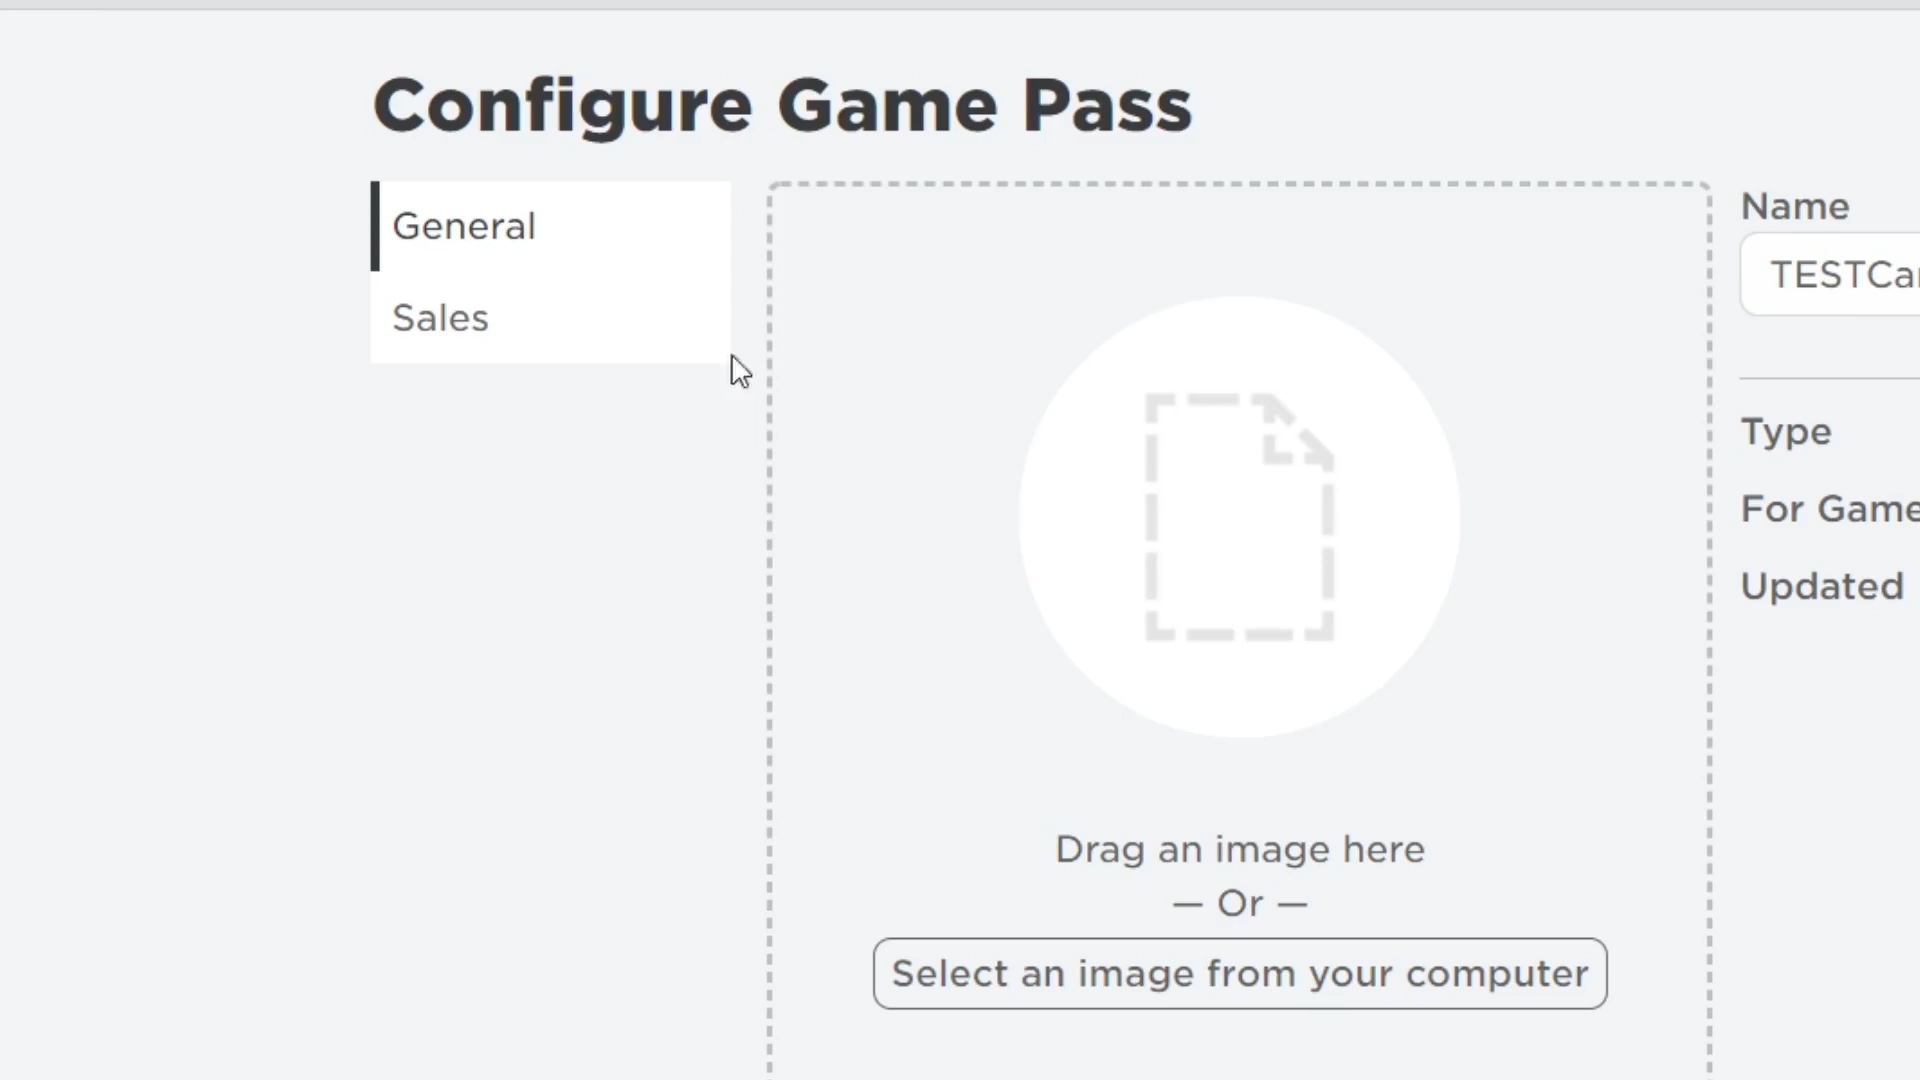 Configure Game Pass
General
Sales
Drag an image here
— Or —
Select an image from your computer
Name
TESTCar
Type
For Game
Updated